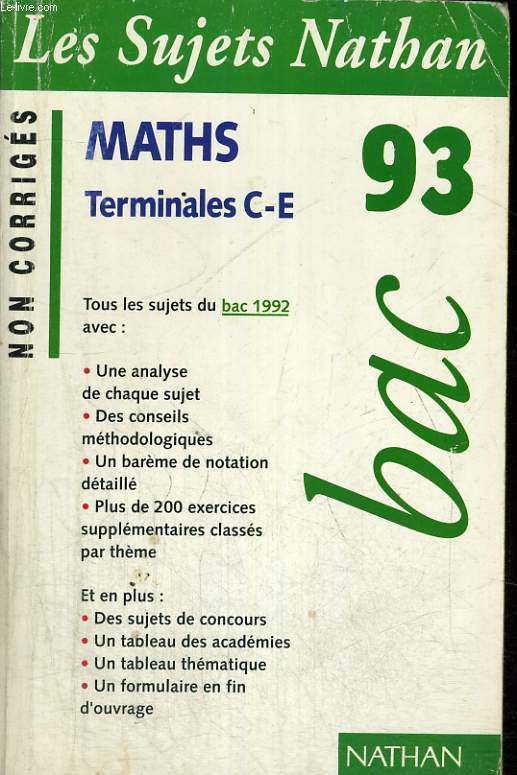 Le-livre.com
Les Sujets Nathan
NON CORRIGÉS
MATHS
Terminales C-E
93
bac
Tous les sujets du bac 1992
avec :
• Une analyse
de chaque sujet
• Des conseils
méthodologiques
• Un barème de notation
détaillé
• Plus de 200 exercices
supplémentaires classés
par thème
Et en plus :
• Des sujets de concours
• Un tableau des académies
• Un tableau thématique
• Un formulaire en fin
d'ouvrage
NATHAN